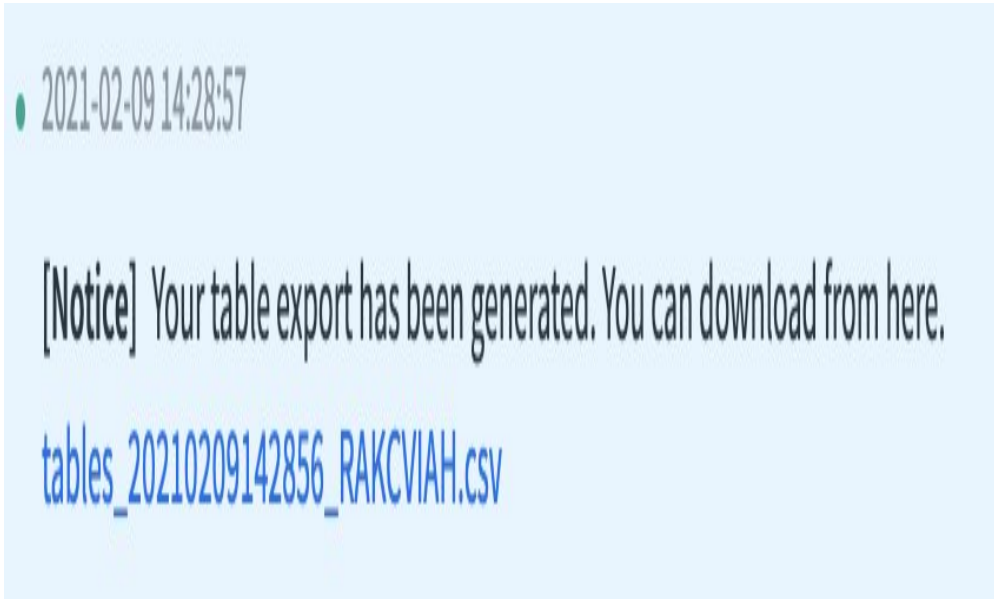 2021-02-09 14:28:57
[Notice] Your table export has been generated. You can download from here.
tables_20210209142856_RAKCVIAH.csv